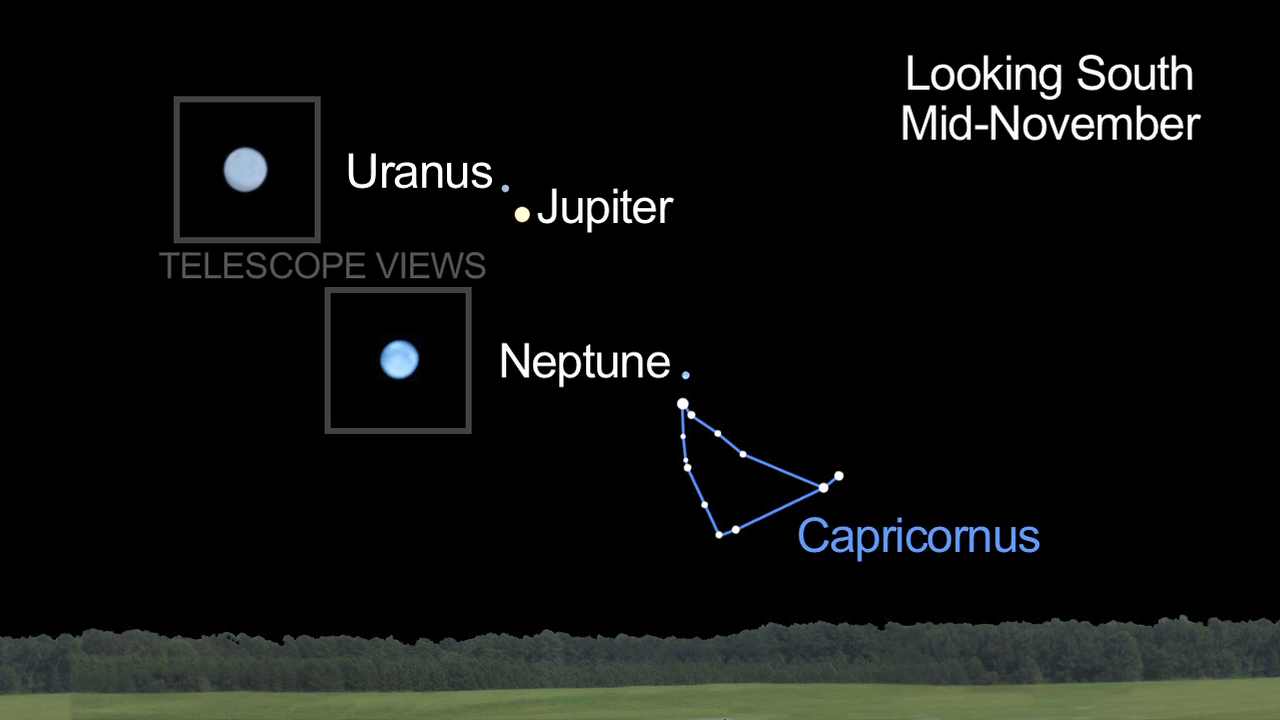 Looking South
Mid-November
Uranus
Jupiter
TELESCOPE VIEWS
Neptune
Capricornus